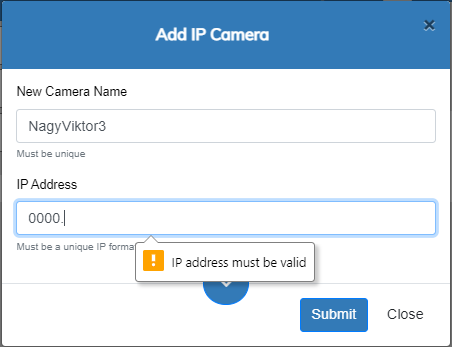 Add IP Camera
×
New Camera Name
NagyViktor3
Must be unique
IP Address
0000.
Must be a unique IP forma
IP address must be valid
Submit Close